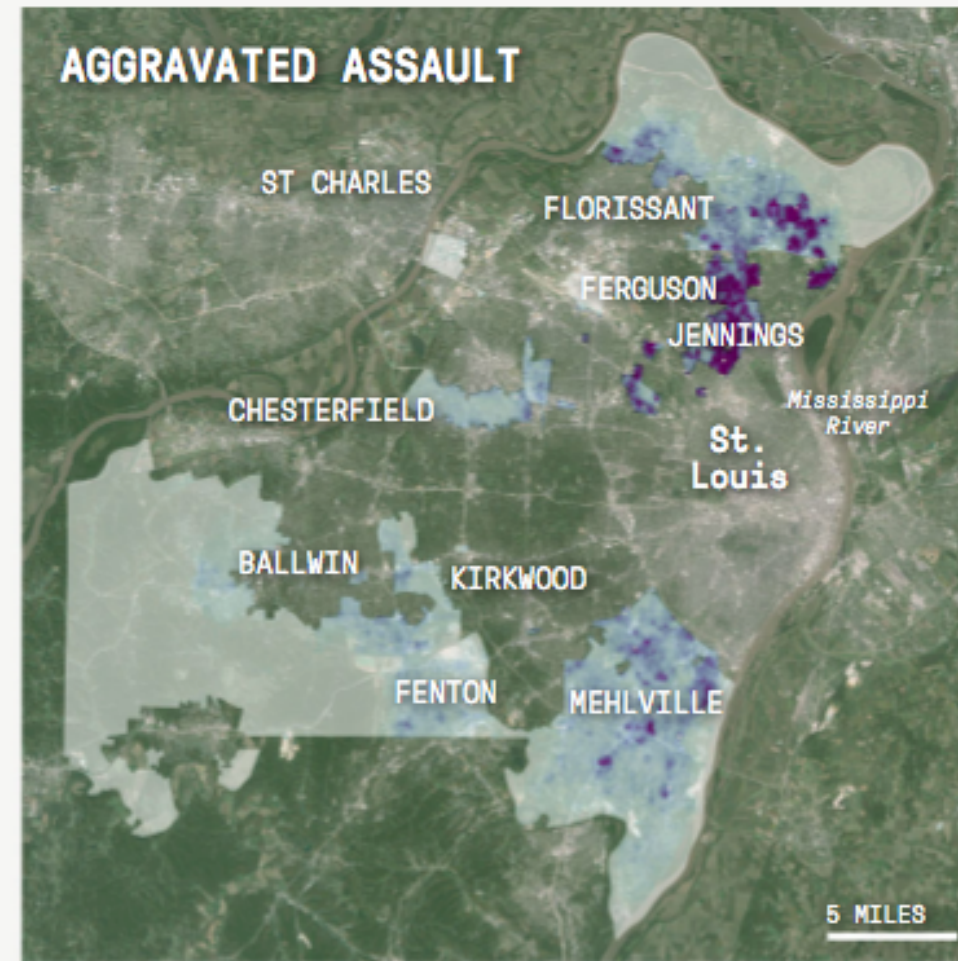 AGGRAVATED ASSAULT
ST CHARLES
FLORISSANT
FERGUSON
JENNINGS
CHESTERFIELD
Mississippi
River
St.
Louis
BALLWIN
KIRKWOOD
FENTON
MEHLVILLE
5 MILES